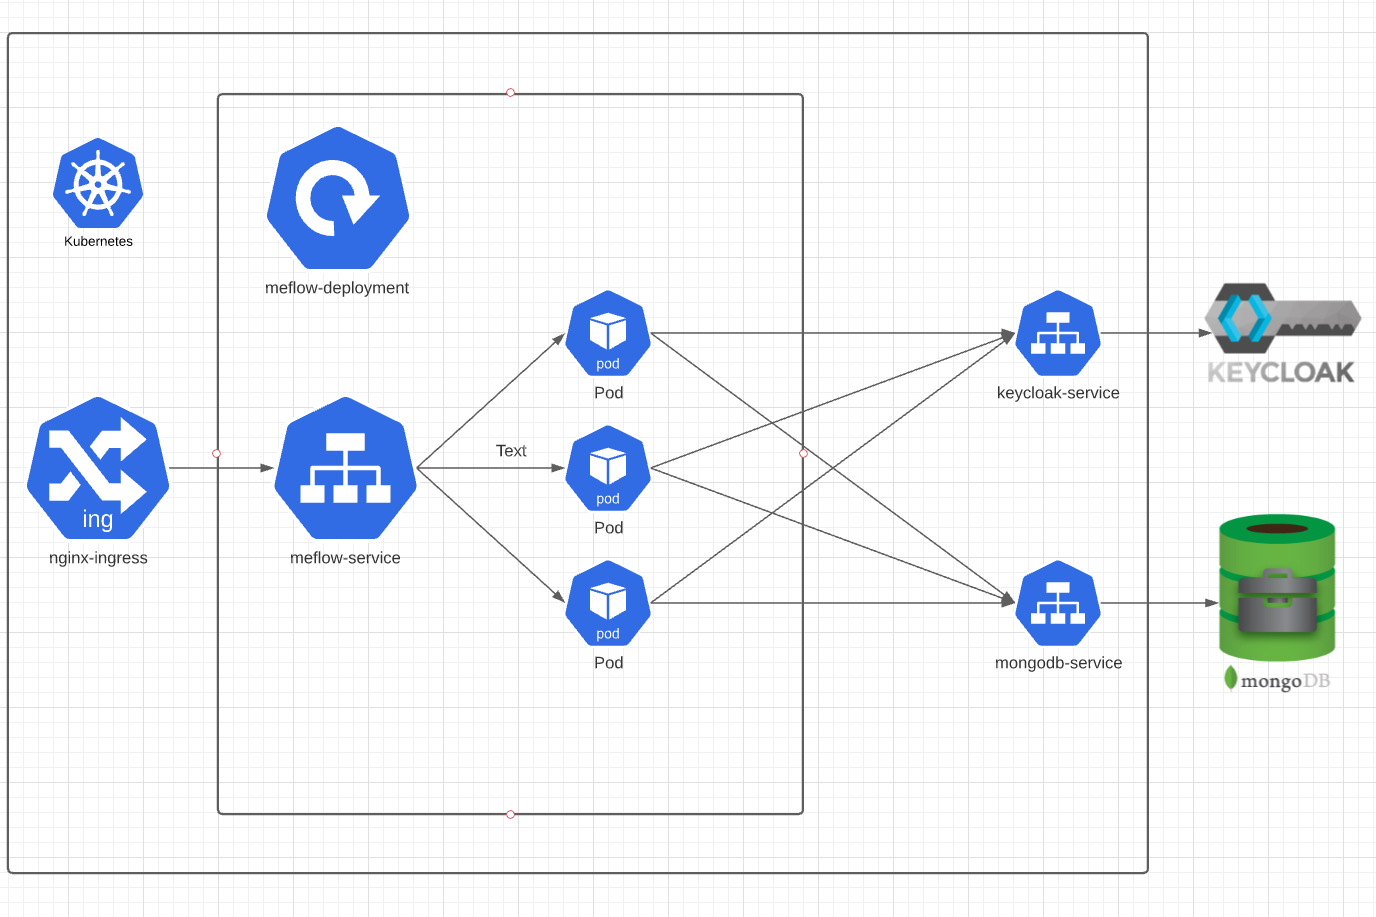 Kubernetes
meflow-deployment
pod
Pod
keycloak-service
KEYCLOAK
Text
ing
nginx-ingress
meflow-service
pod
Pod
pod
Pod
mongodb-service
mongoDB